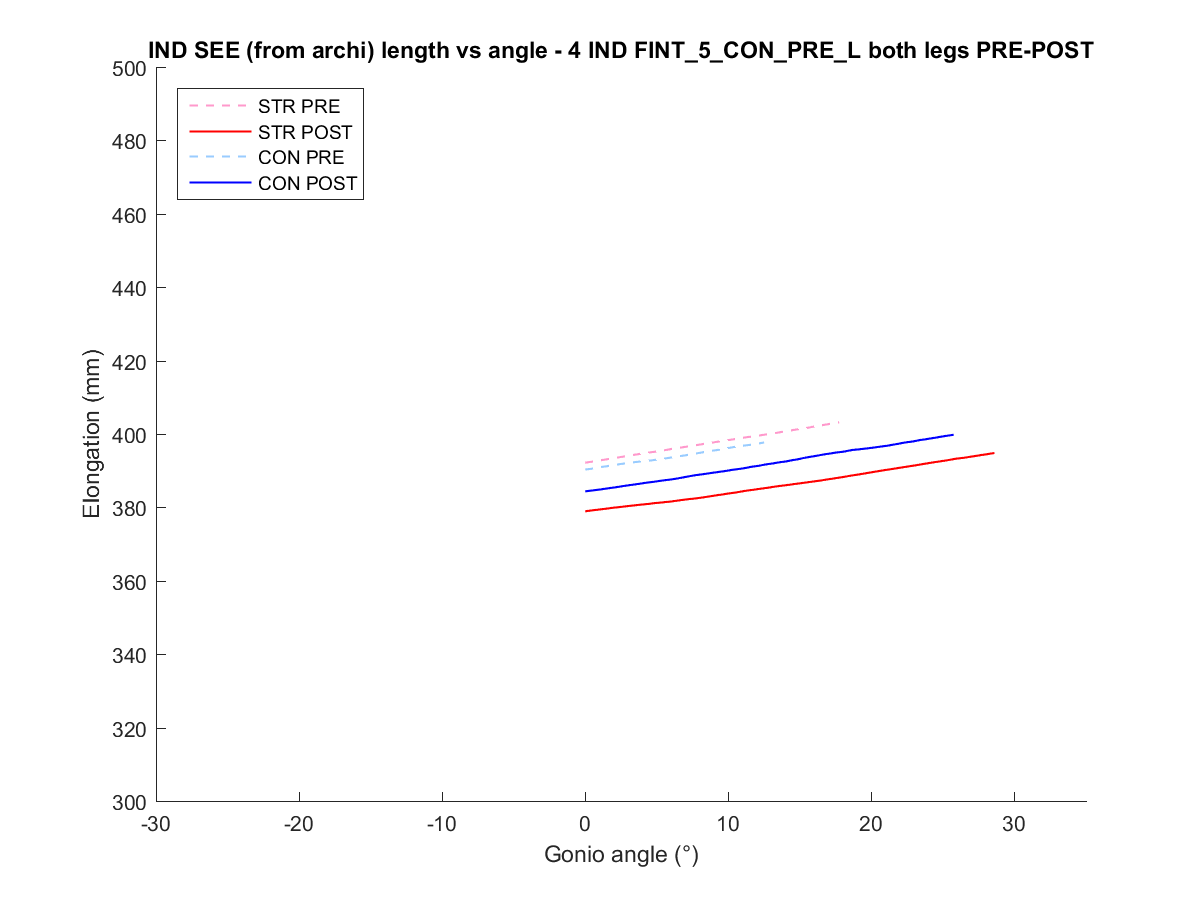 IND SEE (from archi) length vs angle - 4 IND FINT_5_CON_PRE_L both legs PRE-POST
500
480
460
440
420
400
380
360
340
320
300
Elongation (mm)
STR PRE
STR POST
CON PRE
CON POST
-30
-20
-10
0
10
20
30
Gonio angle (°)